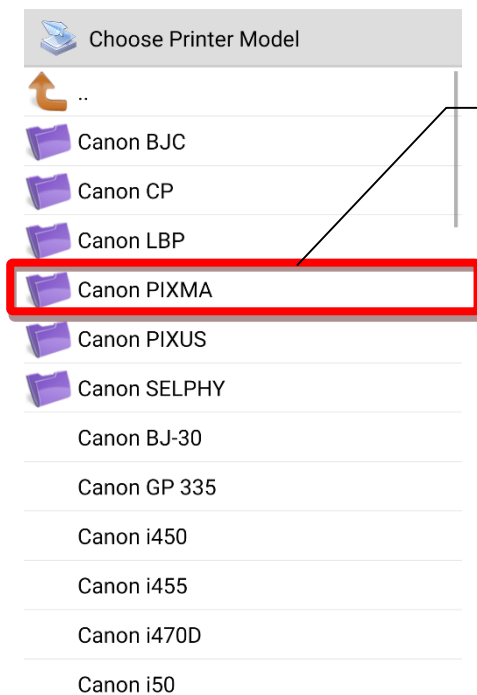 Choose Printer Model
..
Canon BJC
Canon CP
Canon LBP
Canon PIXMA
Canon PIXUS
Canon SELPHY
Canon BJ-30
Canon GP 335
Canon i450
Canon i455
Canon i470D
Canon i50